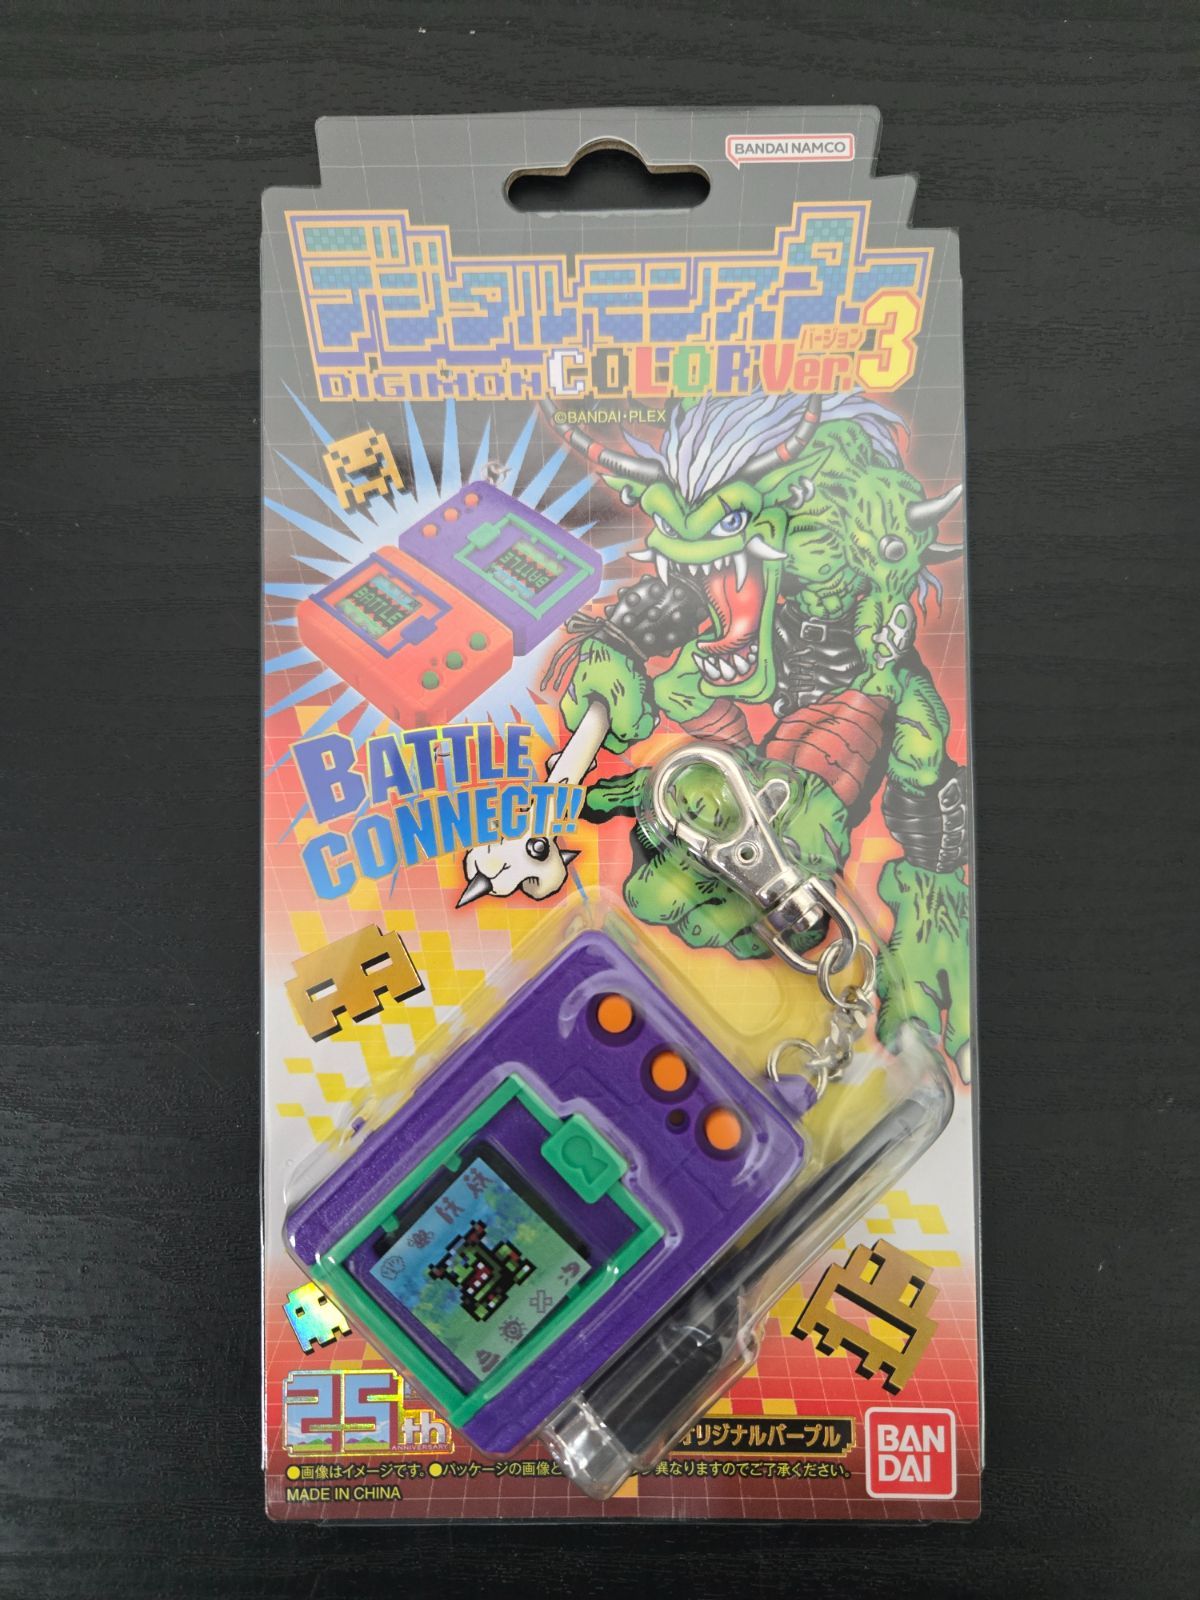 BANDAI NAMCO
デジタルモンスター
DIGIMON COLOR Ver.3
バージョン
©BANDAI・PLEX
BATTLE
BATTLE
BATTLE
CONNECT!!
25th
ANNIVERSARY
オリジナルパープル
BAN
DAI
●画像はイメージです。●パッケージの画像と 異なりますのでご了承ください。
MADE IN CHINA